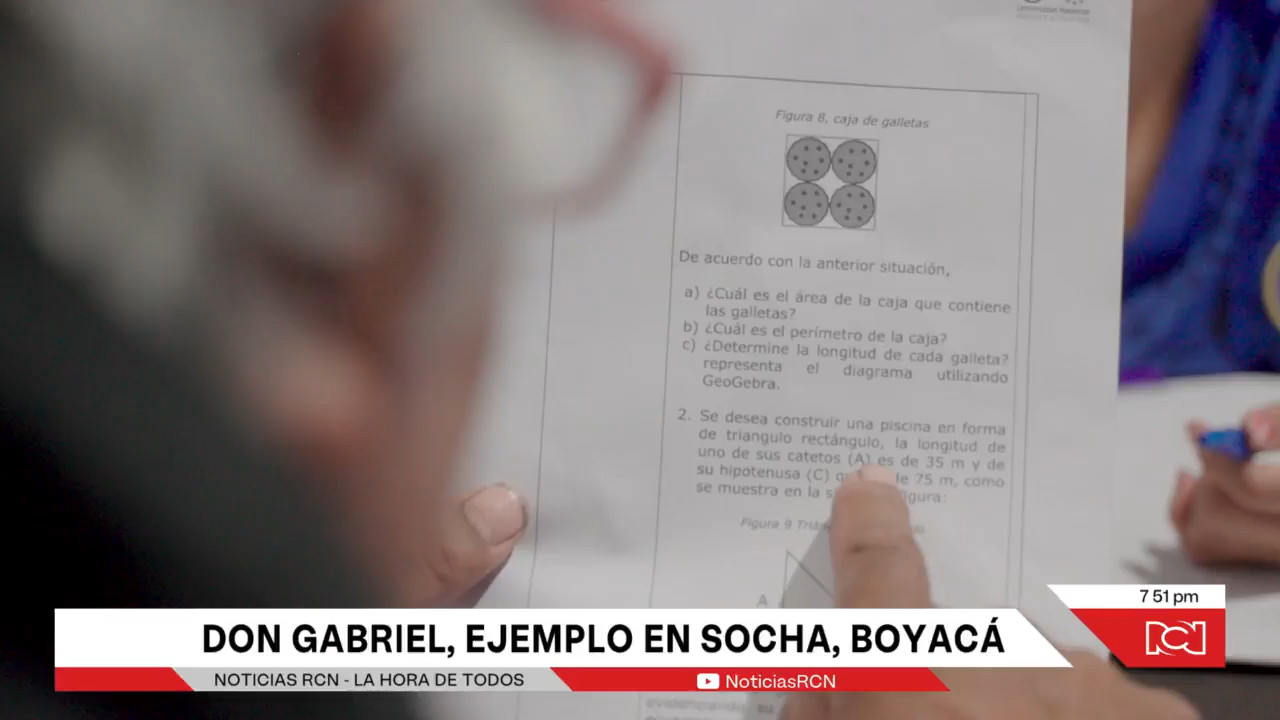 Figura 8, caja de galletas
De acuerdo con la anterior situación,
a) ¿Cuál es el área de la caja que contiene
las galletas?
b) ¿Cuál es el perímetro de la caja?
c) ¿Determine la longitud de cada galleta?
representa el diagrama utilizando
GeoGebra.
2. Se desea construir una piscina en forma
de triangulo rectángulo, la longitud de
uno de sus catetos (A) es de 35 m y de
su hipotenusa (C) de 75 m, como
se muestra en la figura:
Figura 9
A
7 51 pm
DON GABRIEL, EJEMPLO EN SOCHA, BOYACÁ
RCN
NOTICIAS RCN - LA HORA DE TODOS
NoticiasRCN